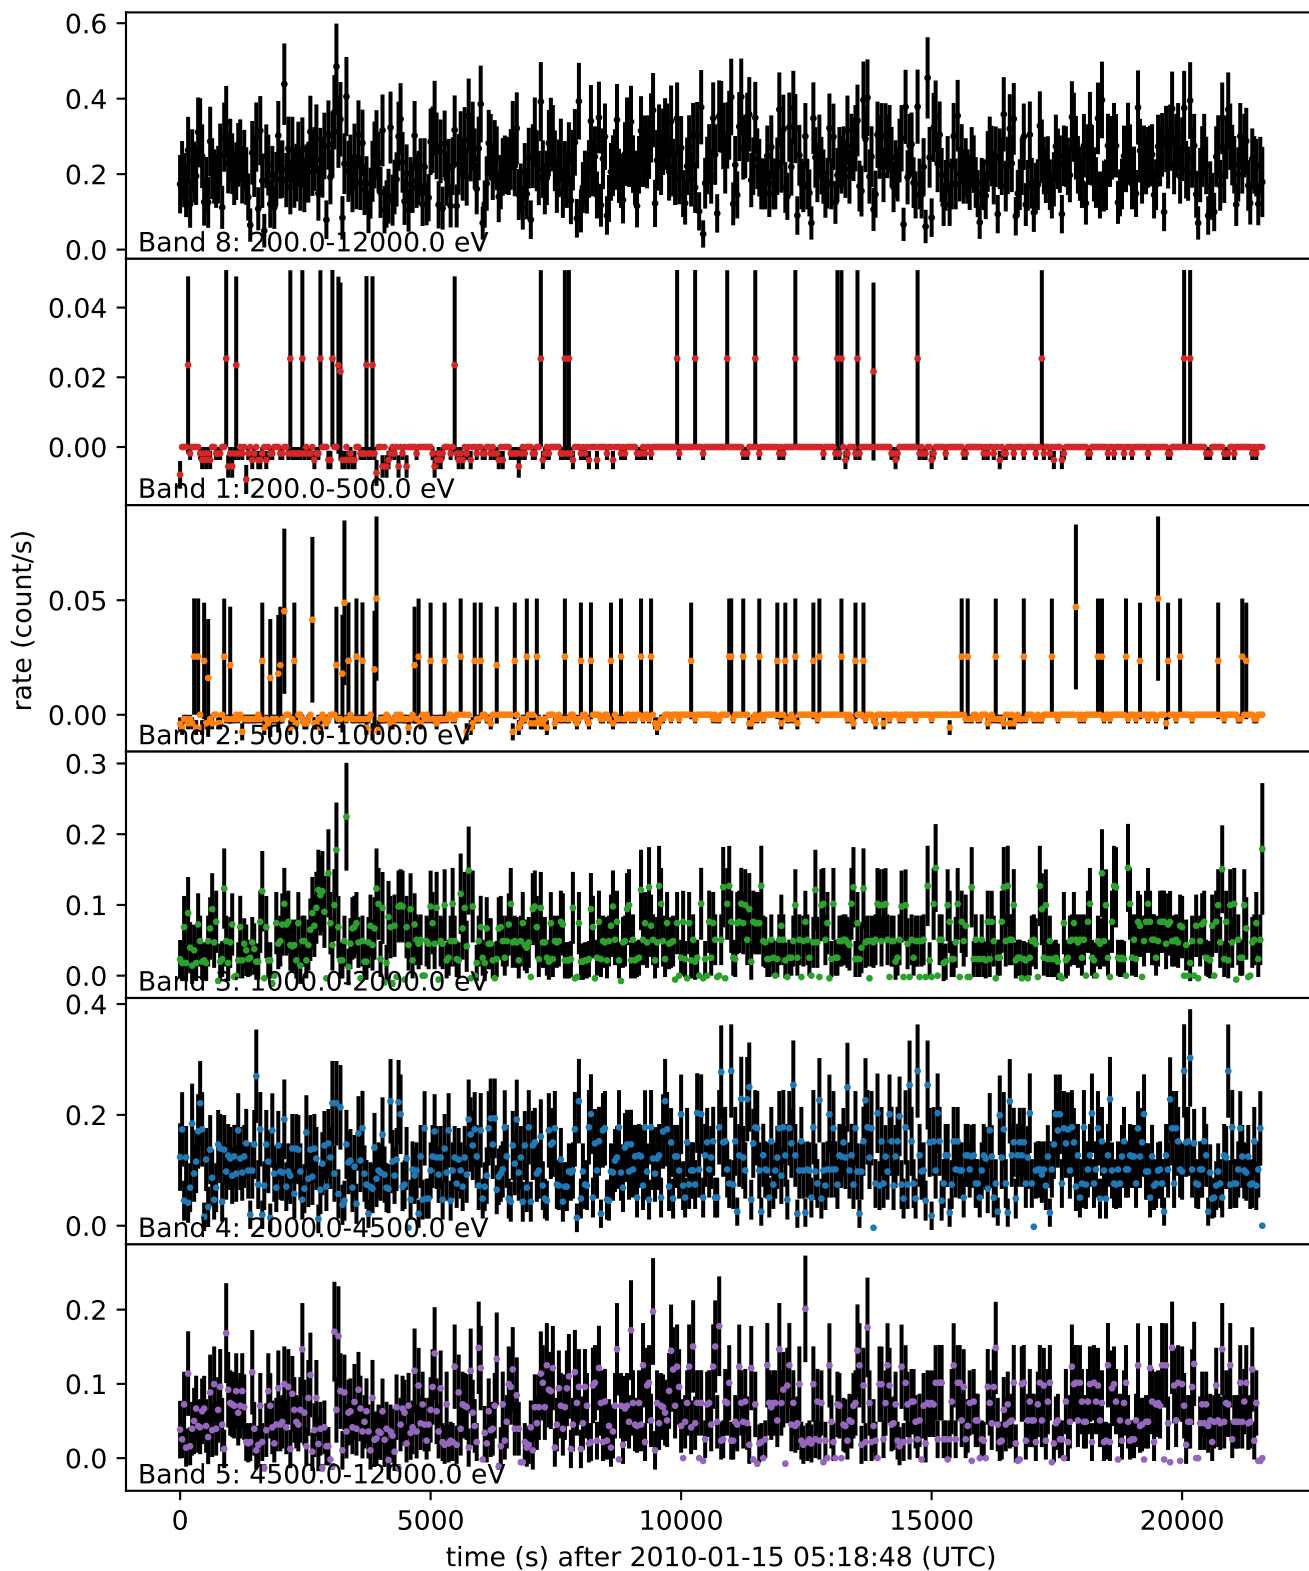 0.6
0.4
0.2
0.0
Band 8: 200.0-12000.0 eV
0.04
0.02
0.00
Band 1: 200.0-500.0 eV
0.05
0.00
Band 2: 500.0-1000.0 eV
rate (count/s)
0.3
0.2
0.1
0.0
Band 3: 1000.0-2000.0 eV
0.4
0.2
0.0
Band 4: 2000.0-4500.0 eV
0.2
0.1
0.0
Band 5: 4500.0-12000.0 eV
0 5000 10000 15000 20000
time (s) after 2010-01-15 05:18:48 (UTC)